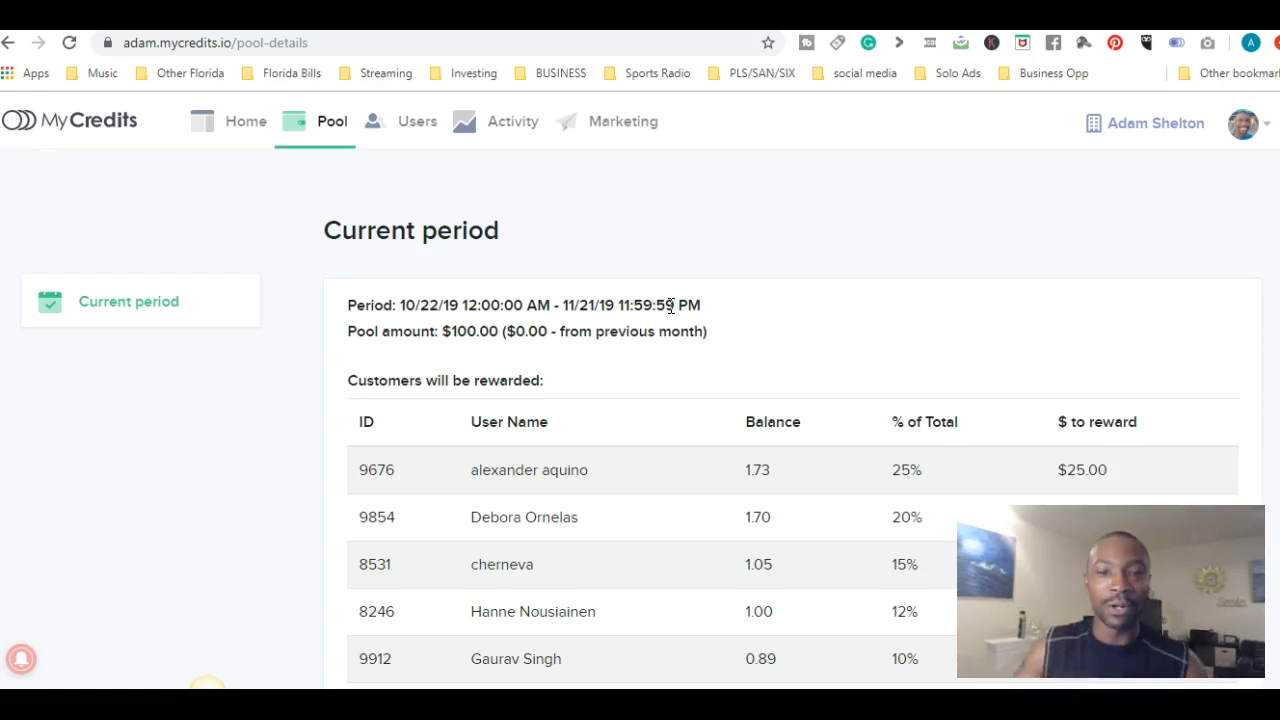 adam.mycredits.io/pool-details
Apps Music Other Florida Florida Bills Streaming Investing BUSINESS Sports Radio PLS/SAN/SIX social media Solo Ads Business Opp Other bookmar
MyCredits Home Pool Users Activity Marketing Adam Shelton
Current period
Current period
Period: 10/22/19 12:00:00 AM - 11/21/19 11:59:59 PM
Pool amount: $100.00 ($0.00 - from previous month)
Customers will be rewarded:
ID User Name Balance % of Total $ to reward
9676 alexander aquino 1.73 25% $25.00
9854 Debora Ornelas 1.70 20%
8531 cherneva 1.05 15%
8246 Hanne Nousiainen 1.00 12%
9912 Gaurav Singh 0.89 10%